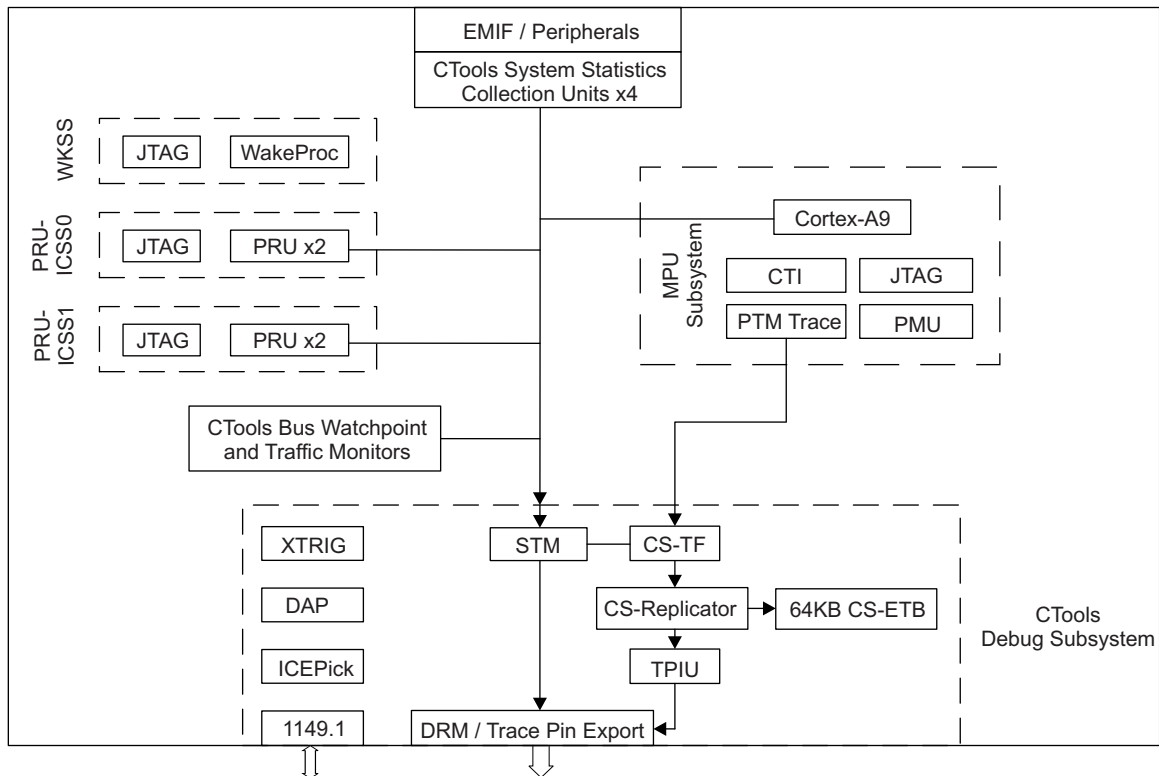 EMIF / Peripherals
CTools System Statistics
Collection Units x4
WKSS
JTAG
WakeProc
PRU-
ICSS0
JTAG
PRU x2
PRU-
ICSS1
JTAG
PRU x2
MPU
Subsystem
Cortex-A9
CTI
JTAG
PTM Trace
PMU
CTools Bus Watchpoint
and Traffic Monitors
XTRIG
STM
CS-TF
DAP
CS-Replicator
64KB CS-ETB
CTools
Debug Subsystem
ICEPick
TPIU
1149.1
DRM / Trace Pin Export